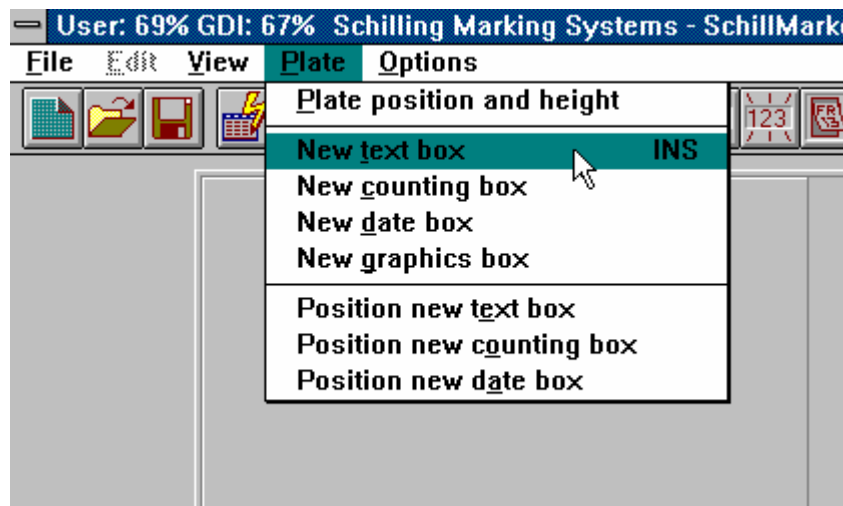 User: 69% GDI: 67% Schilling Marking Systems - SchillMark
File Edit View Plate Options
Plate position and height
123
FR
New text box INS
New counting box
New date box
New graphics box
Position new text box
Position new counting box
Position new date box